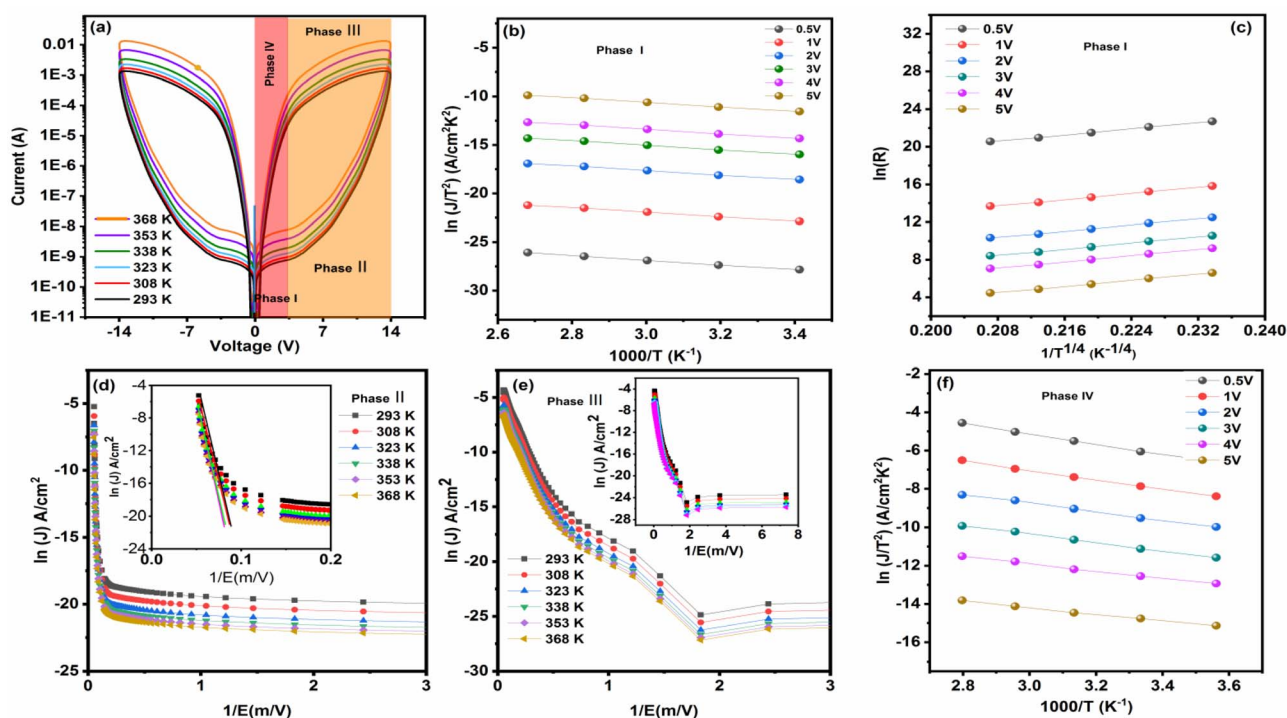 (a)
Phase IV
Phase III
Phase II
Phase I
368 K
353 K
338 K
323 K
308 K
293 K
0.01
1E-3
1E-4
1E-5
1E-6
1E-7
1E-8
1E-9
1E-10
1E-11
Current (A)
-14
-7
0
7
14
Voltage (V)
(b)
Phase I
0.5V
1V
2V
3V
4V
5V
-5
-10
-15
-20
-25
-30
ln (J/T²) (A/cm²K²)
2.6
2.8
3.0
3.2
3.4
1000/T (K⁻¹)
(c)
Phase I
0.5V
1V
2V
3V
4V
5V
32
28
24
20
16
12
8
4
ln(R)
0.200
0.208
0.216
0.224
0.232
0.240
1/T^1/4 (K^-1/4)
(d)
Phase II
293 K
308 K
323 K
338 K
353 K
368 K
-5
-10
-15
-20
-25
ln (J) A/cm²
0
1
2
3
1/E(m/V)
-4
-8
-12
-16
-20
-24
ln (J) A/cm²
0.0
0.1
0.2
1/E(m/V)
(e)
Phase III
293 K
308 K
323 K
338 K
353 K
368 K
-5
-10
-15
-20
-25
-30
ln (J) A/cm²
0
1
2
3
1/E(m/V)
-4
-8
-12
-16
-20
-24
-28
ln (J) A/cm²
0
2
4
6
8
1/E(m/V)
(f)
Phase IV
0.5V
1V
2V
3V
4V
5V
-2
-4
-6
-8
-10
-12
-14
-16
ln (J/T²) (A/cm²K²)
2.8
3.0
3.2
3.4
3.6
1000/T (K⁻¹)